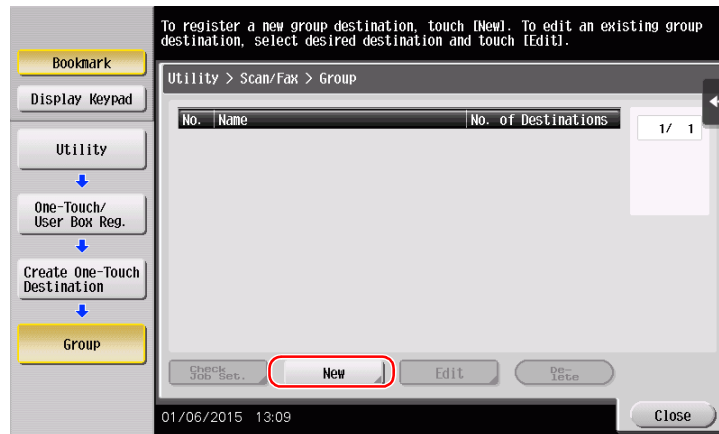 To register a new group destination, touch [New]. To edit an existing group
destination, select desired destination and touch [Edit].
Bookmark
Display Keypad
Utility
One-Touch/
User Box Reg.
Create One-Touch
Destination
Group
Utility > Scan/Fax > Group
No. Name No. of Destinations
1/ 1
Check
Job Set.
New
Edit
De-
lete
01/06/2015 13:09
Close